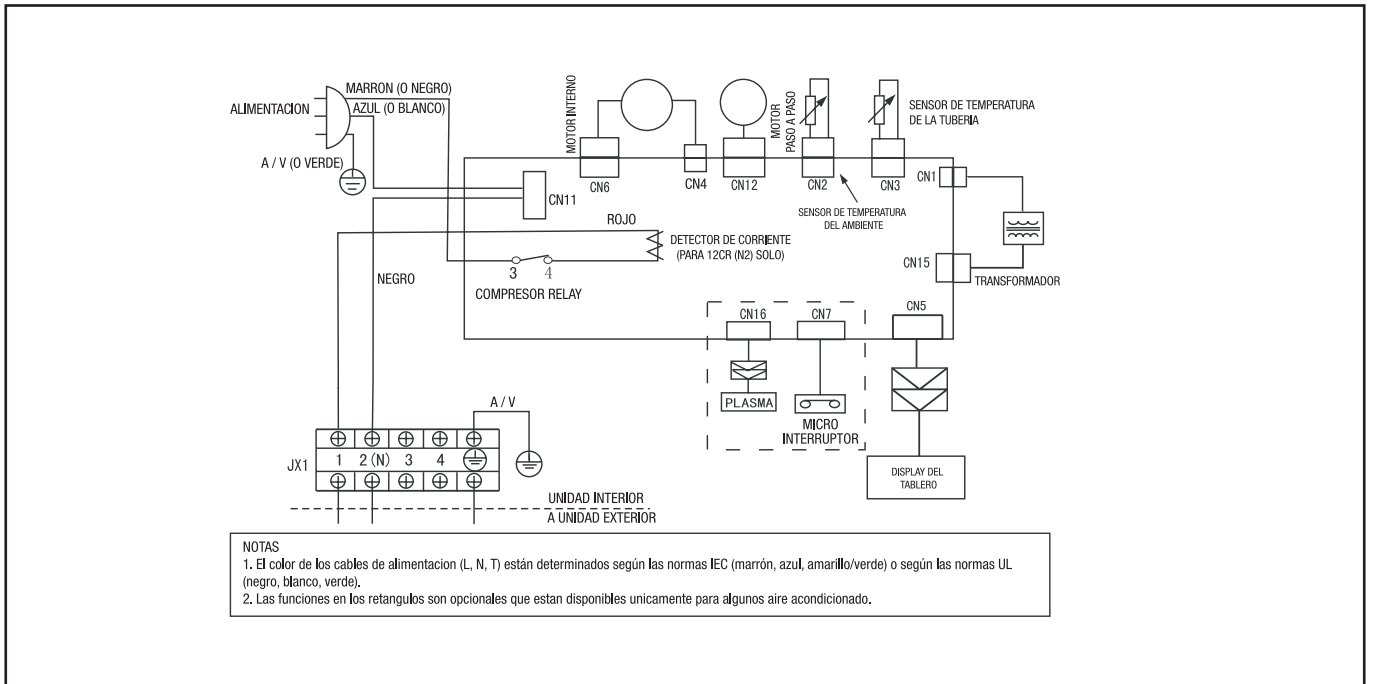 MARRON (O NEGRO)
ALIMENTACION
AZUL (O BLANCO)
A / V (O VERDE)
MOTOR INTERNO
MOTOR
PASO A PASO
SENSOR DE TEMPERATURA
DE LA TUBERIA
CN6
CN4
CN12
CN2
CN3
CN1
CN11
SENSOR DE TEMPERATURA
DEL AMBIENTE
ROJO
DETECTOR DE CORRIENTE
(PARA 12CR (N2) SOLO)
CN15
TRANSFORMADOR
NEGRO
3 4
COMPRESOR RELAY
CN16
CN7
CN5
PLASMA
MICRO
INTERRUPTOR
A / V
JX1
1 2 (N) 3 4
DISPLAY DEL
TABLERO
UNIDAD INTERIOR
A UNIDAD EXTERIOR
NOTAS
1. El color de los cables de alimentacion (L, N, T) están determinados según las normas IEC (marrón, azul, amarillo/verde) o según las normas UL
(negro, blanco, verde).
2. Las funciones en los retangulos son opcionales que estan disponibles unicamente para algunos aire acondicionado.